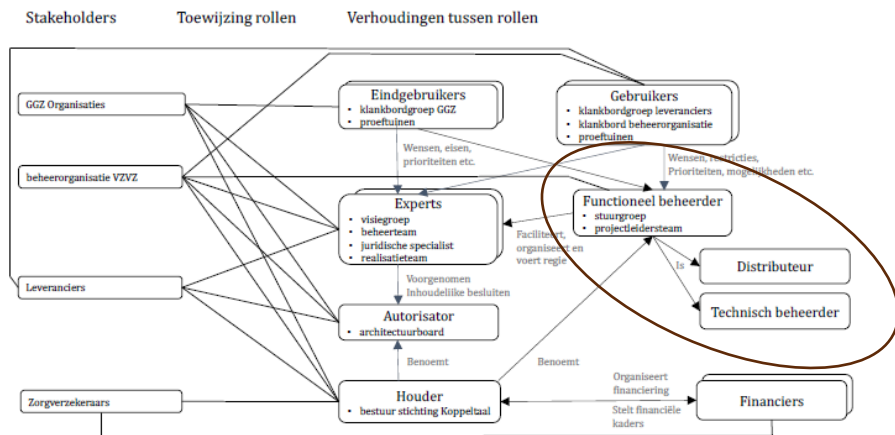 Stakeholders
Toewijzing rollen
Verhoudingen tussen rollen
GGZ Organisaties
beheerorganisatie VZVZ
Leveranciers
Zorgverzekeraars
Eindgebruikers
• klankbordgroep GGZ
• proeftuinen
Gebruikers
• klankbordgroep leveranciers
• klankbord beheerorganisatie
• proeftuinen
Wensen, eisen,
prioriteiten etc.
Wensen, restricties,
Prioriteiten, mogelijkheden etc.
Experts
• visiegroep
• beheerteam
• juridische specialist
• realisatieteam
Functioneel beheerder
• stuurgroep
• projectleidersteam
Faciliteert,
organiseert en
voert regie
Is
Distributeur
Technisch beheerder
Voorgenomen
Inhoudelijke besluiten
Autorisator
• architectuurboard
Benoemt
Benoemt
Houder
• bestuur stichting Koppeltaal
Organiseert
financiering
Stelt financiële
kaders
Financiers